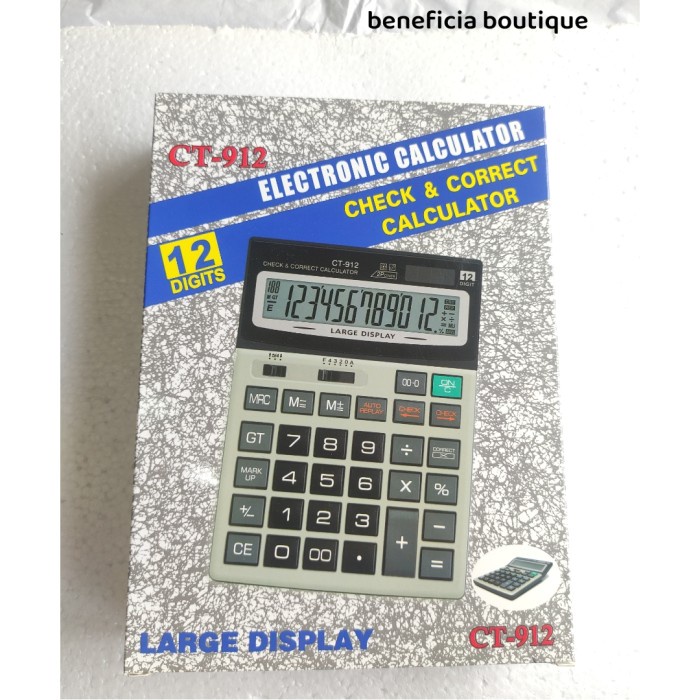 beneficia boutique
CT-912
ELECTRONIC CALCULATOR
CHECK & CORRECT
CALCULATOR
12
DIGITS
CT-912
CHECK & CORRECT CALCULATOR
12
DIGIT
123456789012.
LARGE DISPLAY
00→0
ON/C
MRC M= M± AUTO REPLAY CHECK ← CHECK →
GT 7 8 9 ÷ CORRECT
MARK UP 4 5 6 X %
+/− 1 2 3 + −
CE 0 00 . =
LARGE DISPLAY
CT-912